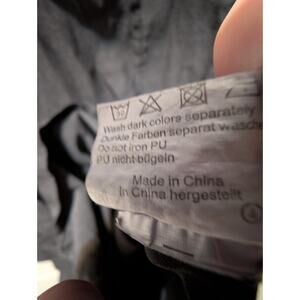 Wash dark colors separately
Dunkle Farben separat wasche
Do not iron PU
PU nicht bügeln
Made in China
in China hergestellt